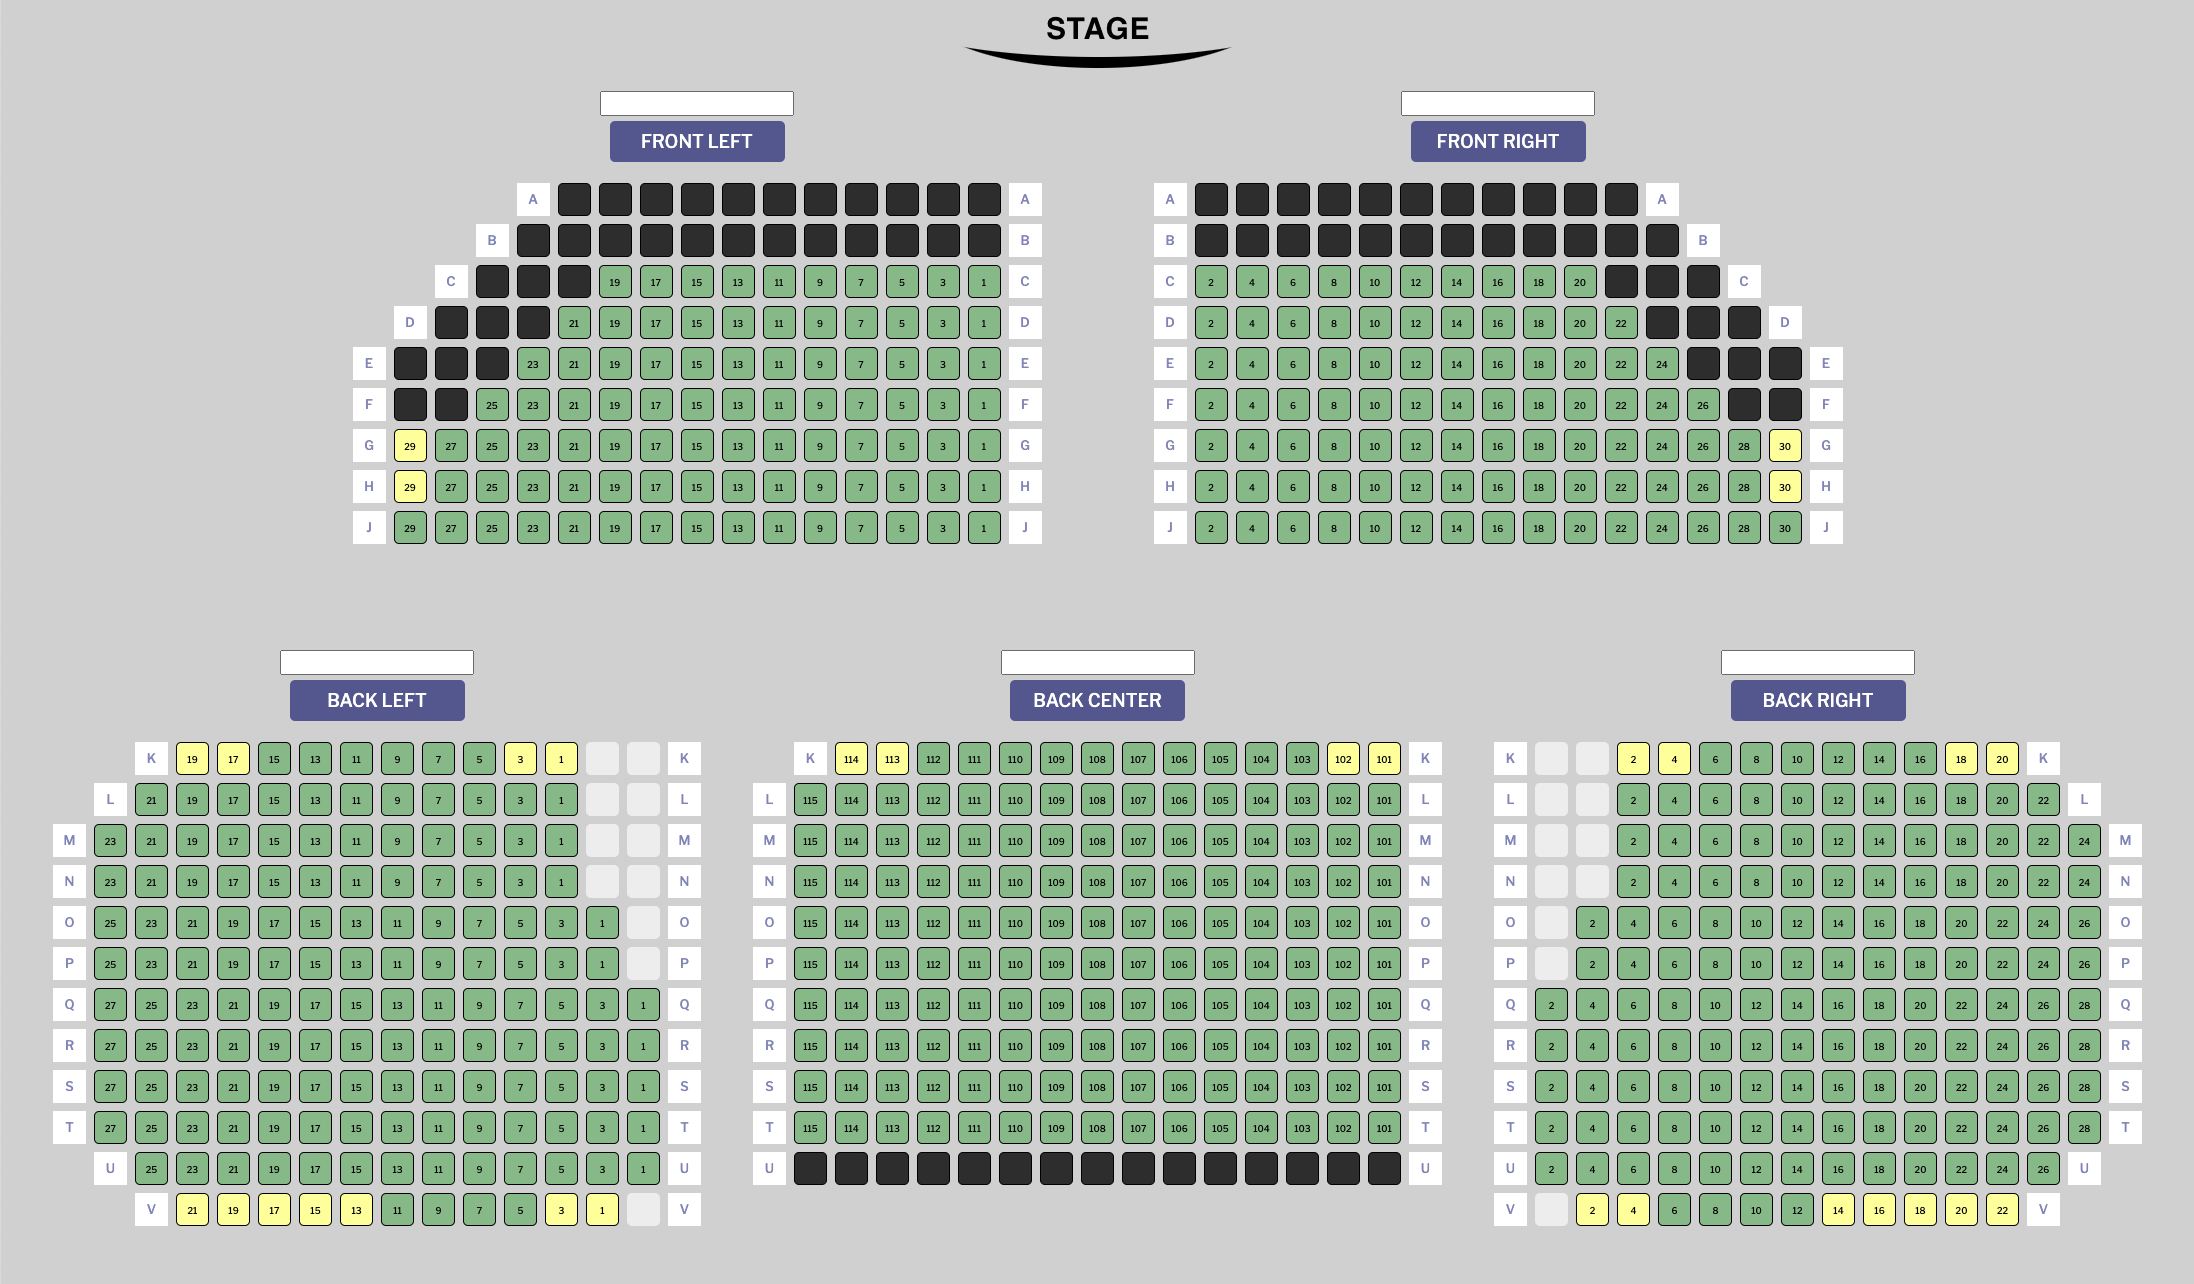 STAGE
FRONT LEFT FRONT RIGHT
A A A A
B B B B
C 19 17 15 13 11 9 7 5 3 1 C C 2 4 6 8 10 12 14 16 18 20 C
D 21 19 17 15 13 11 9 7 5 3 1 D D 2 4 6 8 10 12 14 16 18 20 22 D
E 23 21 19 17 15 13 11 9 7 5 3 1 E E 2 4 6 8 10 12 14 16 18 20 22 24 E
F 25 23 21 19 17 15 13 11 9 7 5 3 1 F F 2 4 6 8 10 12 14 16 18 20 22 24 26 F
G 29 27 25 23 21 19 17 15 13 11 9 7 5 3 1 G G 2 4 6 8 10 12 14 16 18 20 22 24 26 28 30 G
H 29 27 25 23 21 19 17 15 13 11 9 7 5 3 1 H H 2 4 6 8 10 12 14 16 18 20 22 24 26 28 30 H
J 29 27 25 23 21 19 17 15 13 11 9 7 5 3 1 J J 2 4 6 8 10 12 14 16 18 20 22 24 26 28 30 J
BACK LEFT BACK CENTER BACK RIGHT
K 19 17 15 13 11 9 7 5 3 1 K K 114 113 112 111 110 109 108 107 106 105 104 103 102 101 K K 2 4 6 8 10 12 14 16 18 20 K
L 21 19 17 15 13 11 9 7 5 3 1 L L 115 114 113 112 111 110 109 108 107 106 105 104 103 102 101 L L 2 4 6 8 10 12 14 16 18 20 22 L
M 23 21 19 17 15 13 11 9 7 5 3 1 M M 115 114 113 112 111 110 109 108 107 106 105 104 103 102 101 M M 2 4 6 8 10 12 14 16 18 20 22 24 M
N 23 21 19 17 15 13 11 9 7 5 3 1 N N 115 114 113 112 111 110 109 108 107 106 105 104 103 102 101 N N 2 4 6 8 10 12 14 16 18 20 22 24 N
O 25 23 21 19 17 15 13 11 9 7 5 3 1 O O 115 114 113 112 111 110 109 108 107 106 105 104 103 102 101 O O 2 4 6 8 10 12 14 16 18 20 22 24 26 O
P 25 23 21 19 17 15 13 11 9 7 5 3 1 P P 115 114 113 112 111 110 109 108 107 106 105 104 103 102 101 P P 2 4 6 8 10 12 14 16 18 20 22 24 26 P
Q 27 25 23 21 19 17 15 13 11 9 7 5 3 1 Q Q 115 114 113 112 111 110 109 108 107 106 105 104 103 102 101 Q Q 2 4 6 8 10 12 14 16 18 20 22 24 26 28 Q
R 27 25 23 21 19 17 15 13 11 9 7 5 3 1 R R 115 114 113 112 111 110 109 108 107 106 105 104 103 102 101 R R 2 4 6 8 10 12 14 16 18 20 22 24 26 28 R
S 27 25 23 21 19 17 15 13 11 9 7 5 3 1 S S 115 114 113 112 111 110 109 108 107 106 105 104 103 102 101 S S 2 4 6 8 10 12 14 16 18 20 22 24 26 28 S
T 27 25 23 21 19 17 15 13 11 9 7 5 3 1 T T 115 114 113 112 111 110 109 108 107 106 105 104 103 102 101 T T 2 4 6 8 10 12 14 16 18 20 22 24 26 28 T
U 25 23 21 19 17 15 13 11 9 7 5 3 1 U U U U 2 4 6 8 10 12 14 16 18 20 22 24 26 U
V 21 19 17 15 13 11 9 7 5 3 1 V V 2 4 6 8 10 12 14 16 18 20 22 V